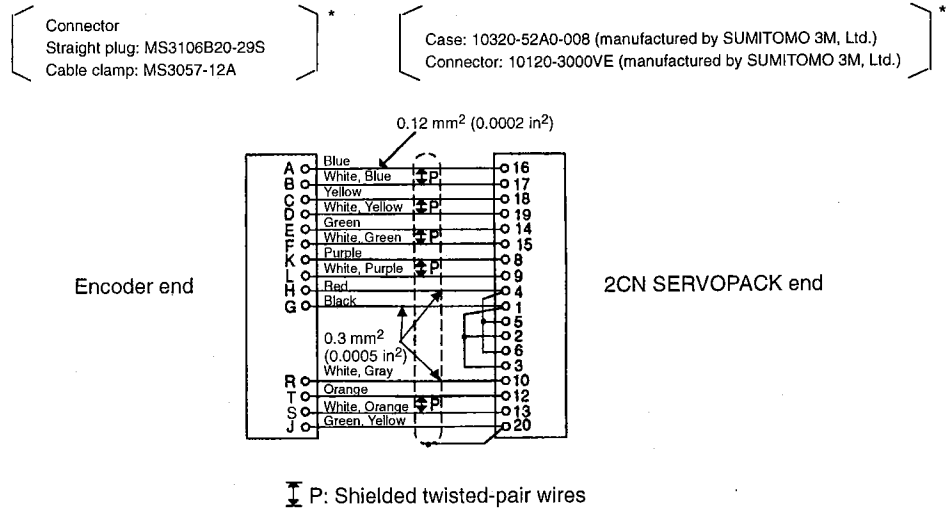 Connector
Straight plug: MS3106B20-29S
Cable clamp: MS3057-12A
*
Case: 10320-52A0-008 (manufactured by SUMITOMO 3M, Ltd.)
Connector: 10120-3000VE (manufactured by SUMITOMO 3M, Ltd.)
*
0.12 mm² (0.0002 in²)
A Blue 16
B White, Blue P 17
C Yellow 18
D White, Yellow P 19
E Green 14
F White, Green P 15
K Purple 8
L White, Purple P 9
H Red 4
G Black 1
5
2
6
3
Encoder end
2CN SERVOPACK end
0.3 mm²
(0.0005 in²)
R White, Gray 10
T Orange 12
S White, Orange P 13
J Green, Yellow 20
P: Shielded twisted-pair wires